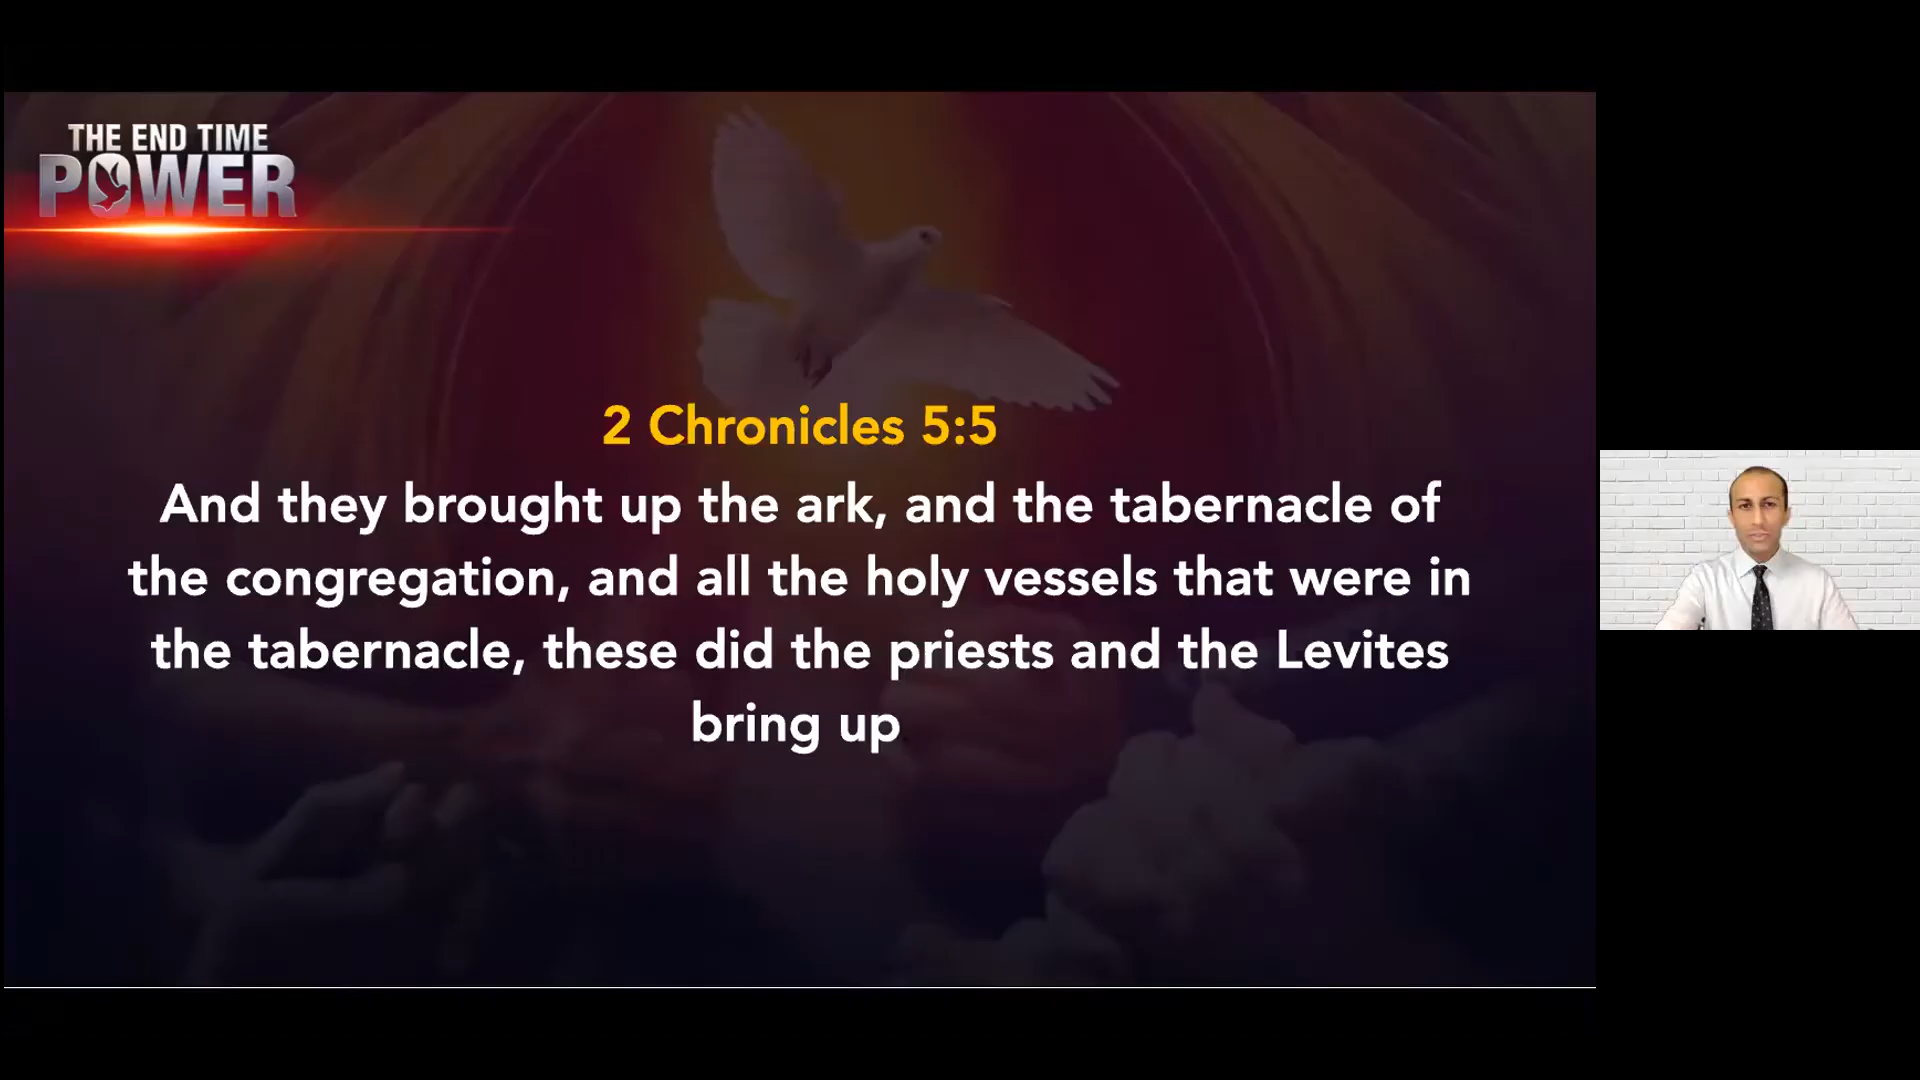 THE END TIME
POWER
2 Chronicles 5:5
And they brought up the ark, and the tabernacle of
the congregation, and all the holy vessels that were in
the tabernacle, these did the priests and the Levites
bring up